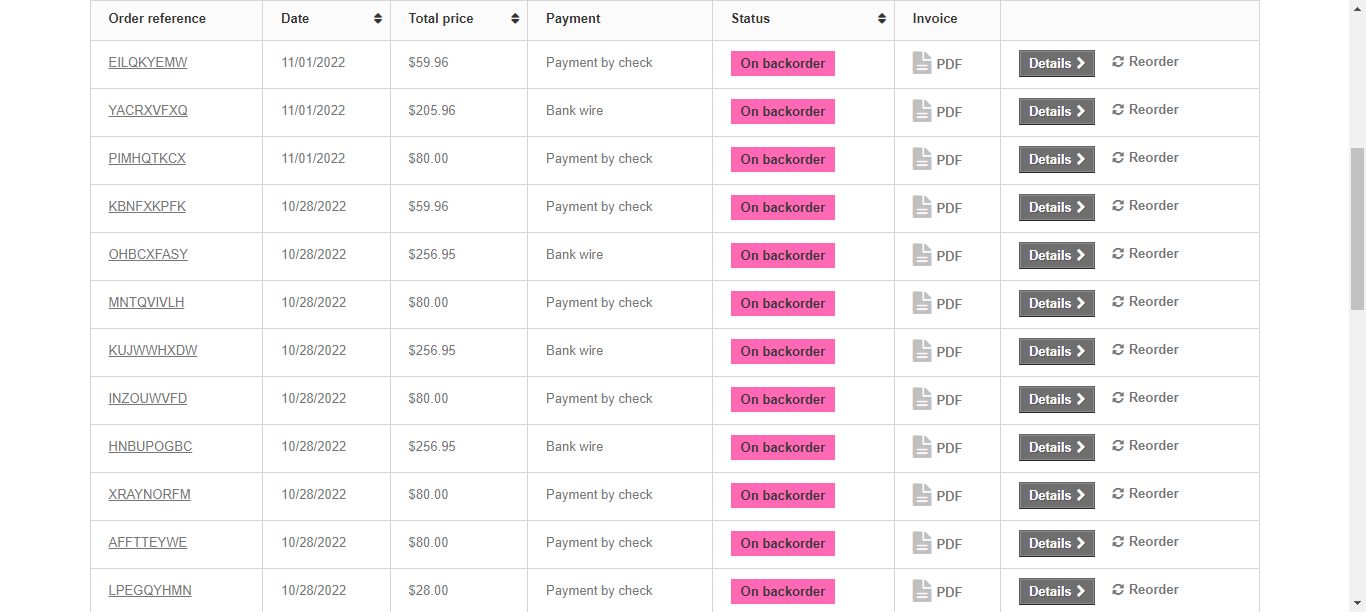 Order reference Date Total price Payment Status Invoice
EILQKYEMW 11/01/2022 $59.96 Payment by check On backorder PDF Details Reorder
YACRXVFXQ 11/01/2022 $205.96 Bank wire On backorder PDF Details Reorder
PIMHQTKCX 11/01/2022 $80.00 Payment by check On backorder PDF Details Reorder
KBNFXKPFK 10/28/2022 $59.96 Payment by check On backorder PDF Details Reorder
OHBCXFASY 10/28/2022 $256.95 Bank wire On backorder PDF Details Reorder
MNTQVIVLH 10/28/2022 $80.00 Payment by check On backorder PDF Details Reorder
KUJWWHXDW 10/28/2022 $256.95 Bank wire On backorder PDF Details Reorder
INZOUWVFD 10/28/2022 $80.00 Payment by check On backorder PDF Details Reorder
HNBUPOGBC 10/28/2022 $256.95 Bank wire On backorder PDF Details Reorder
XRAYNORFM 10/28/2022 $80.00 Payment by check On backorder PDF Details Reorder
AFFTTEYWE 10/28/2022 $80.00 Payment by check On backorder PDF Details Reorder
LPEGQYHMN 10/28/2022 $28.00 Payment by check On backorder PDF Details Reorder